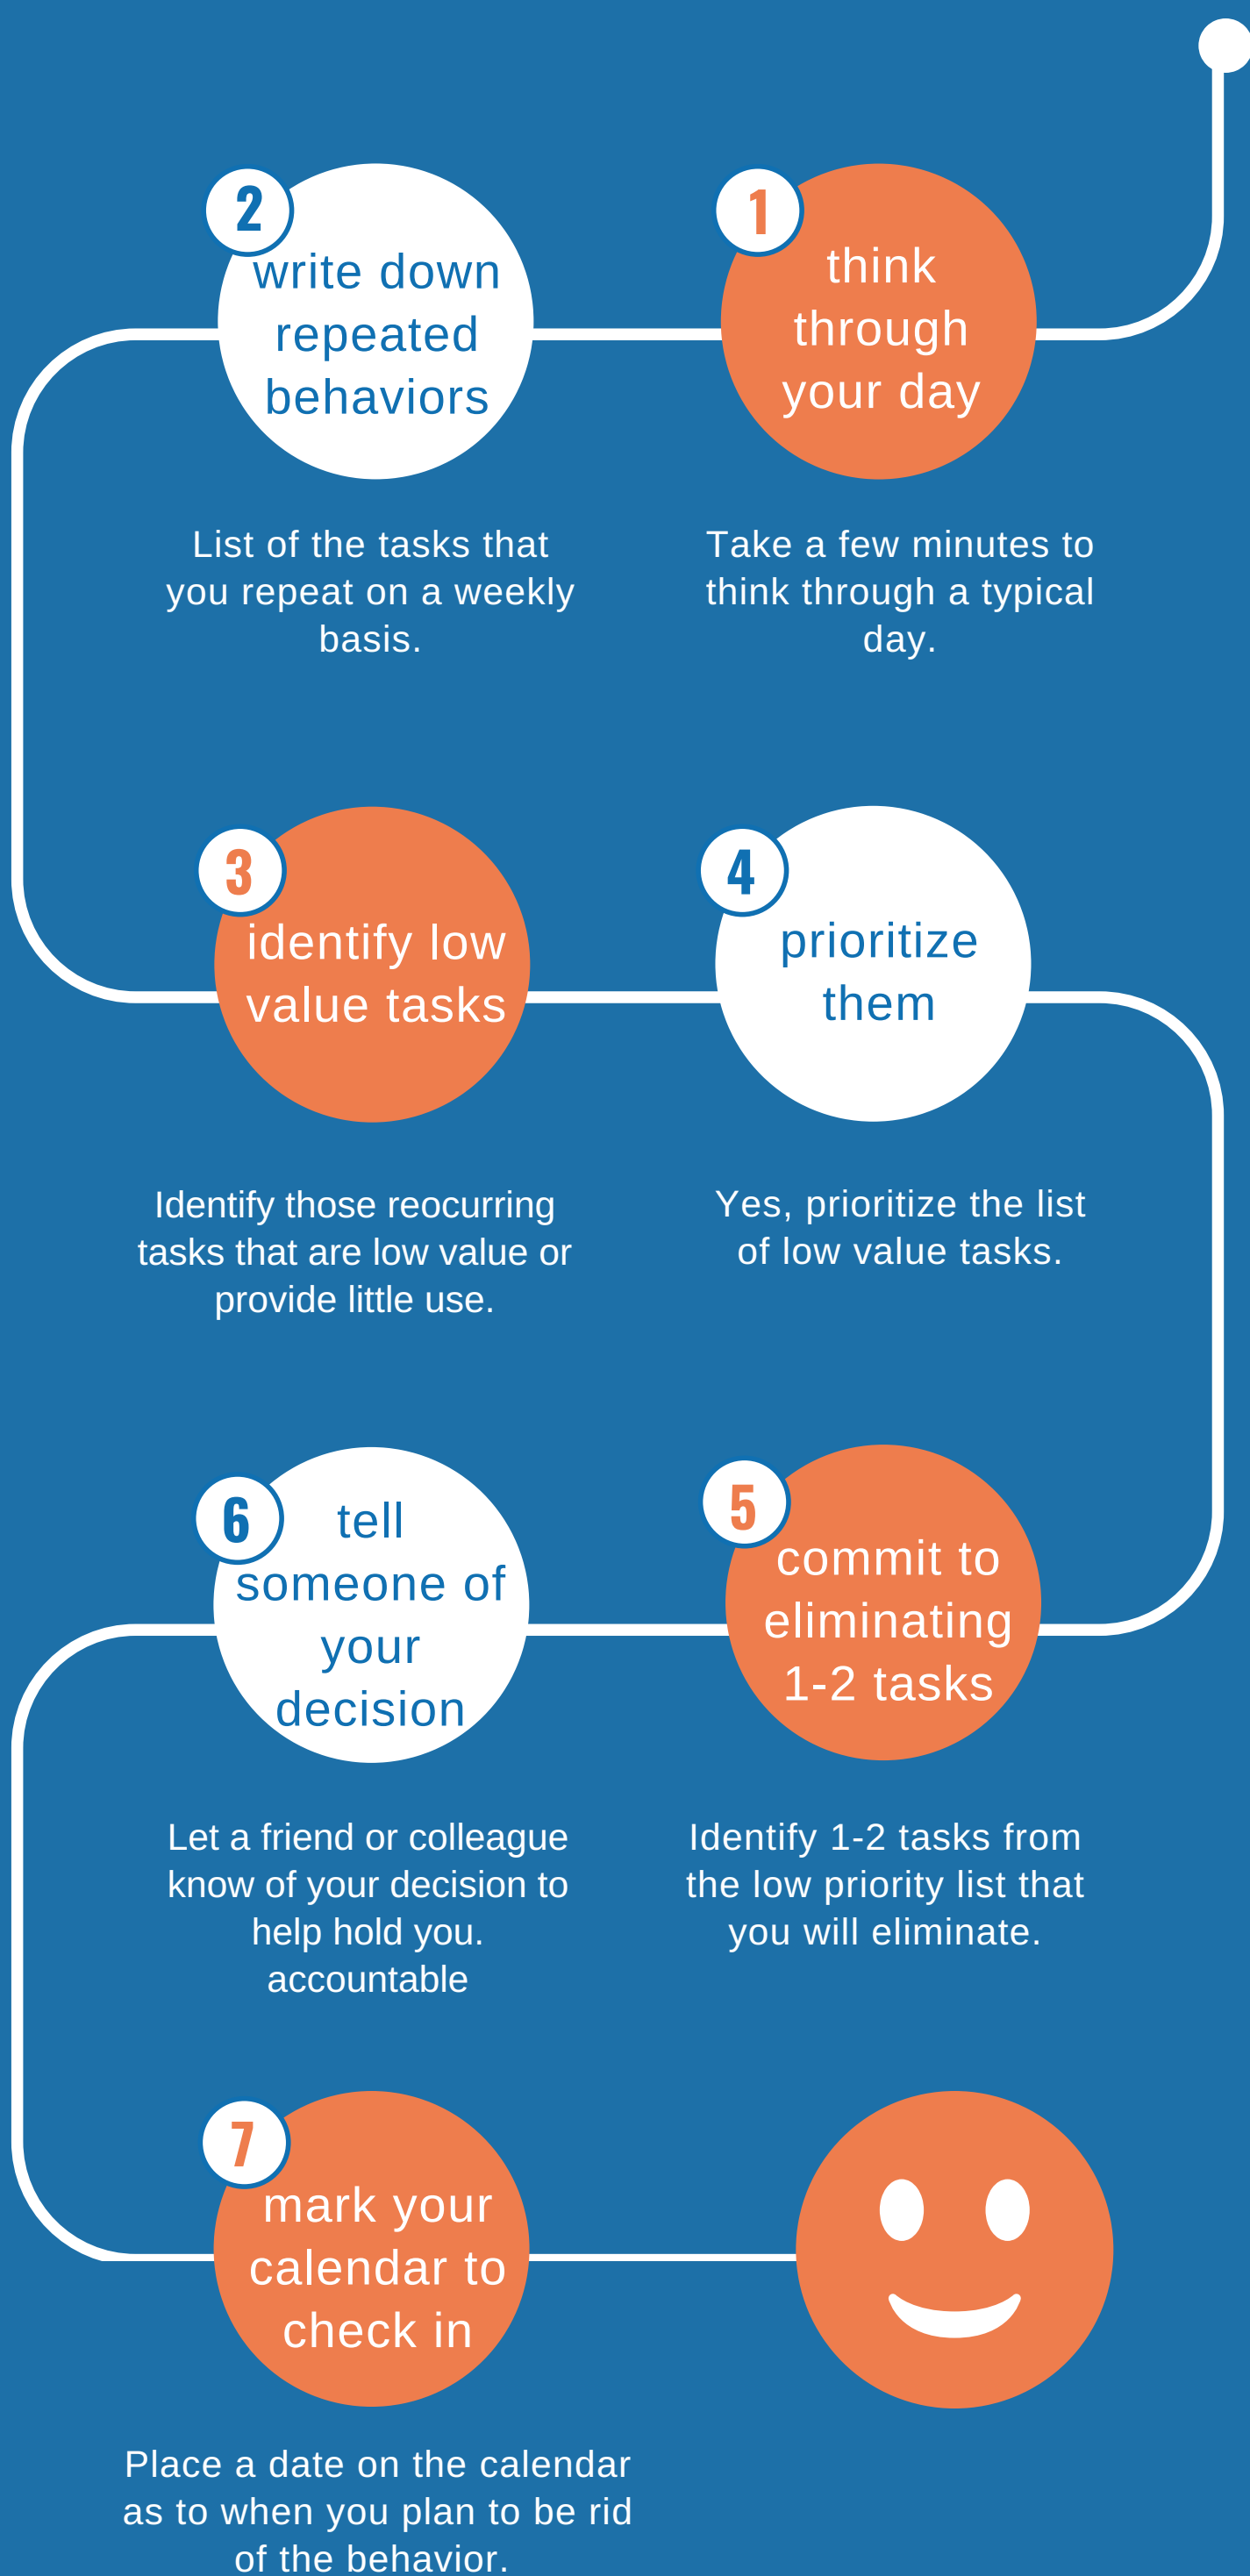 1
think
through
your day
Take a few minutes to
think through a typical
day.
2
write down
repeated
behaviors
List of the tasks that
you repeat on a weekly
basis.
3
identify low
value tasks
Identify those reocurring
tasks that are low value or
provide little use.
4
prioritize
them
Yes, prioritize the list
of low value tasks.
5
commit to
eliminating
1-2 tasks
Identify 1-2 tasks from
the low priority list that
you will eliminate.
6
tell
someone of
your
decision
Let a friend or colleague
know of your decision to
help hold you.
accountable
7
mark your
calendar to
check in
Place a date on the calendar
as to when you plan to be rid
of the behavior.